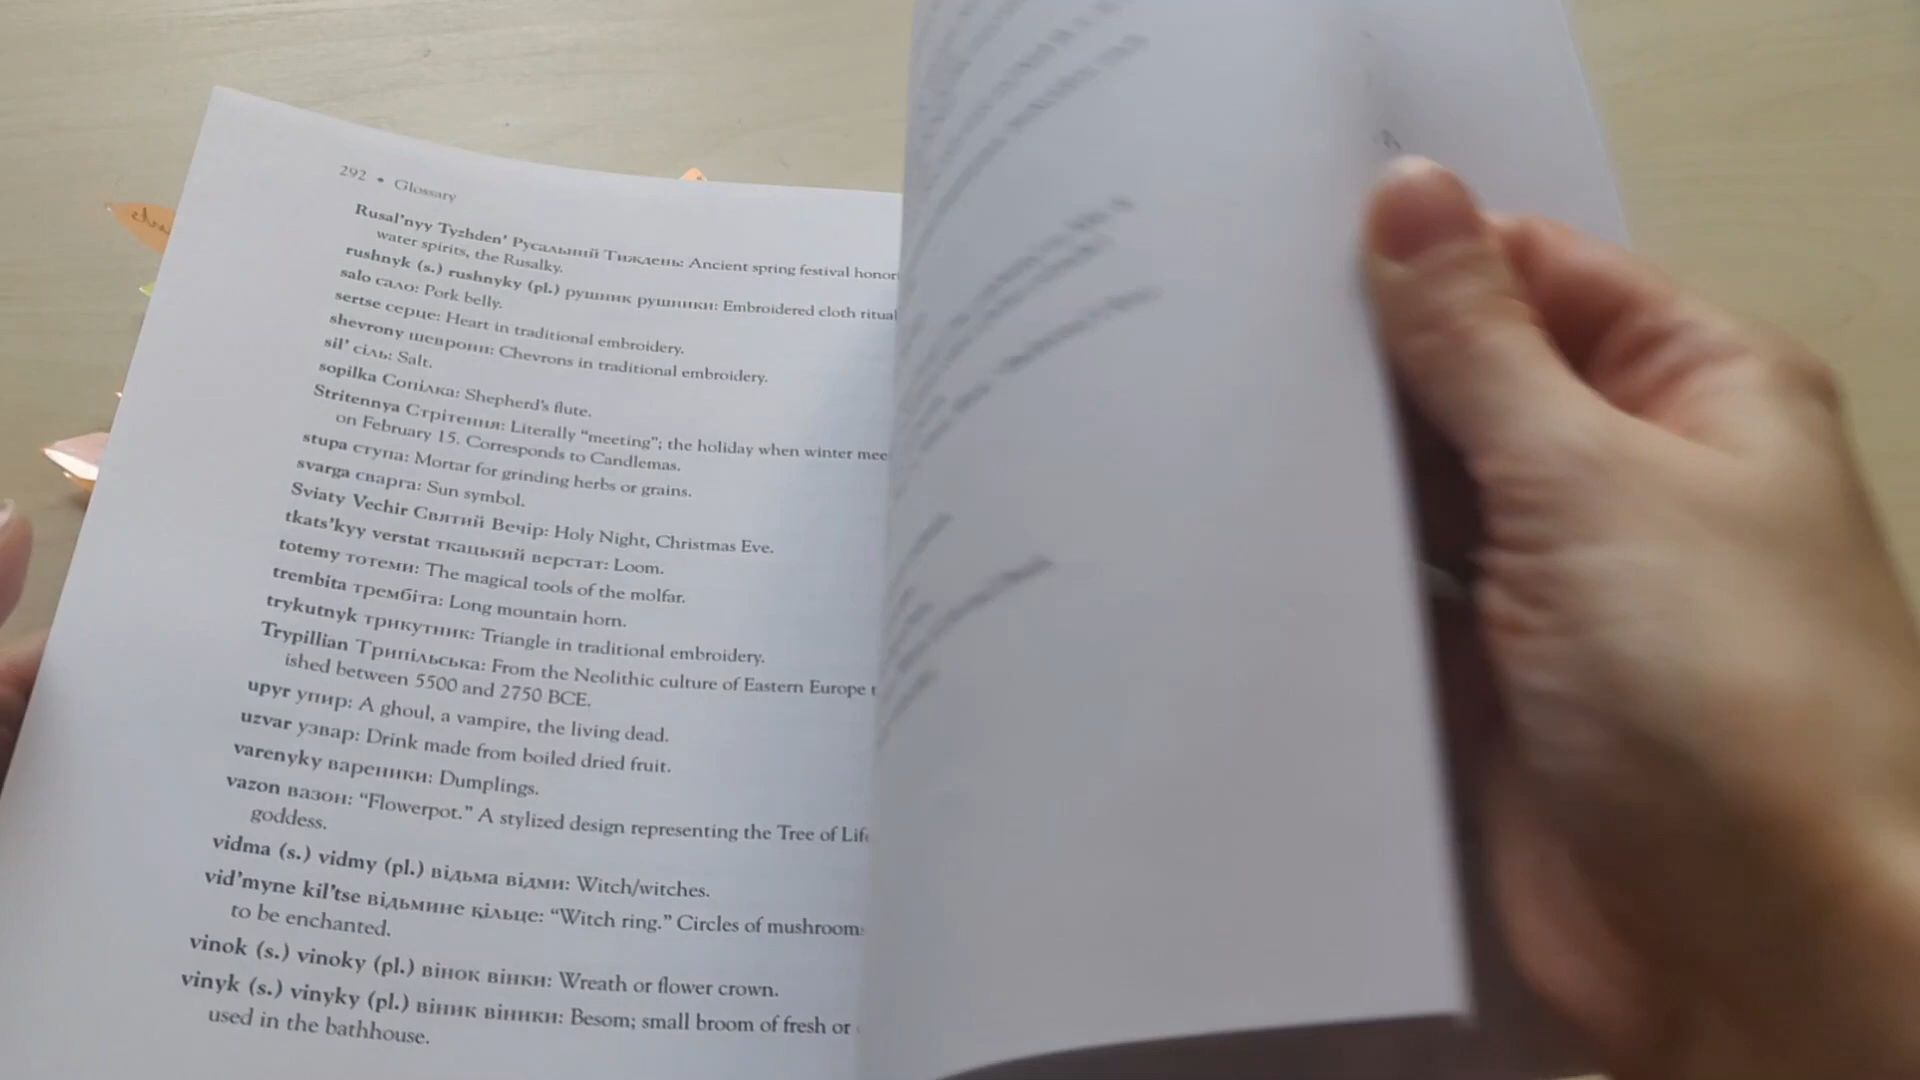 292 • Glossary
Rusal'nyy Tyzhden' Русальний Тиждень: Ancient spring festival honor
water spirits, the Rusalky.
rushnyk (s.) rushnyky (pl.) рушник рушники: Embroidered cloth ritual
salo сало: Pork belly.
sertse серце: Heart in traditional embroidery.
shevrony шеврони: Chevrons in traditional embroidery.
sil' сіль: Salt.
sopilka Сопілка: Shepherd's flute.
Stritennya Стрітення: Literally “meeting”; the holiday when winter mee
on February 15. Corresponds to Candlemas.
stupa ступа: Mortar for grinding herbs or grains.
svarga сварга: Sun symbol.
Sviaty Vechir Святий Вечір: Holy Night, Christmas Eve.
tkats'kyy verstat ткацький верстат: Loom.
totemy тотеми: The magical tools of the molfar.
trembita трембіта: Long mountain horn.
trykutnyk трикутник: Triangle in traditional embroidery.
Trypillian Трипільська: From the Neolithic culture of Eastern Europe t
ished between 5500 and 2750 BCE.
upyr упир: A ghoul, a vampire, the living dead.
uzvar узвар: Drink made from boiled dried fruit.
varenyky вареники: Dumplings.
vazon вазон: “Flowerpot.” A stylized design representing the Tree of Life
goddess.
vidma (s.) vidmy (pl.) відьма відми: Witch/witches.
vid'myne kil'tse відьмине кільце: “Witch ring.” Circles of mushrooms
to be enchanted.
vinok (s.) vinoky (pl.) вінок вінки: Wreath or flower crown.
vinyk (s.) vinyky (pl.) віник віники: Besom; small broom of fresh or
used in the bathhouse.